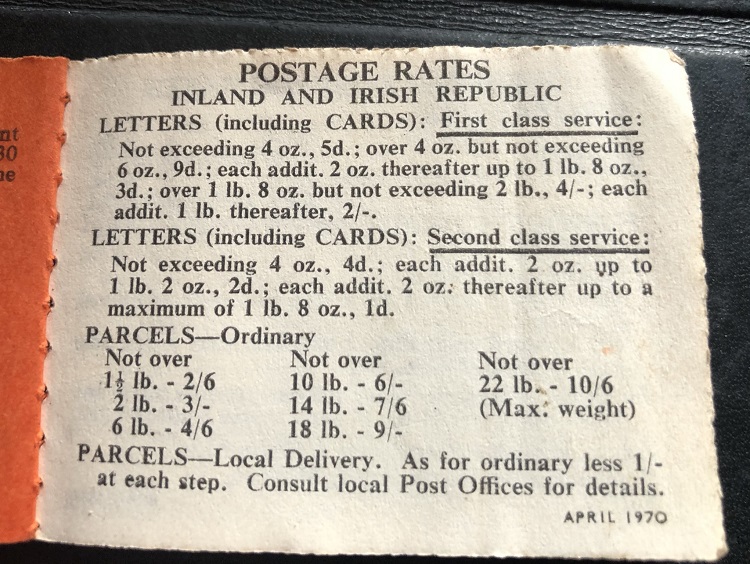 nt
30
ne
POSTAGE RATES
INLAND AND IRISH REPUBLIC
LETTERS (including CARDS): First class service:
Not exceeding 4 oz., 5d.; over 4 oz. but not exceeding
6 oz., 9d.; each addit. 2 oz. thereafter up to 1 lb. 8 oz.,
3d.; over 1 lb. 8 oz. but not exceeding 2 lb., 4/-; each
addit. 1 lb. thereafter, 2/-.
LETTERS (including CARDS): Second class service:
Not exceeding 4 oz., 4d.; each addit. 2 oz. up to
1 lb. 2 oz., 2d.; each addit. 2 oz. thereafter up to a
maximum of 1 lb. 8 oz., 1d.
PARCELS—Ordinary
Not over Not over Not over
1½ lb. - 2/6 10 lb. - 6/- 22 lb. - 10/6
2 lb. - 3/- 14 lb. - 7/6 (Max. weight)
6 lb. - 4/6 18 lb. - 9/-
PARCELS—Local Delivery. As for ordinary less 1/-
at each step. Consult local Post Offices for details.
APRIL 1970